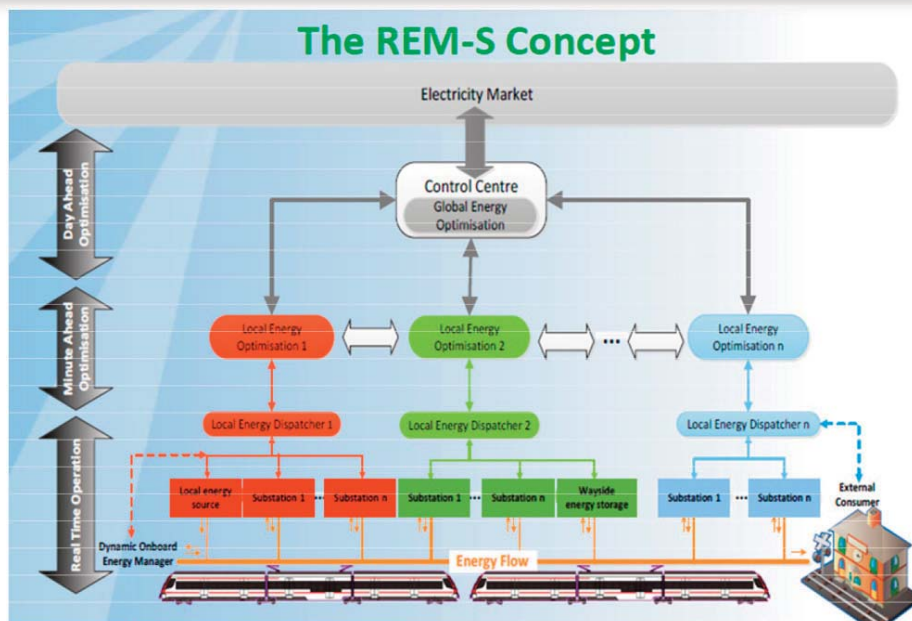 The REM-S Concept
Electricity Market
Day Ahead
Optimisation
Control Centre
Global Energy
Optimisation
Minute Ahead
Optimisation
Local Energy
Optimisation 1
Local Energy
Optimisation 2
...
Local Energy
Optimisation n
Real Time Operation
Local Energy Dispatcher 1
Local Energy Dispatcher 2
Local Energy Dispatcher n
Local energy
source
Substation 1
...
Substation n
Substation 1
...
Substation n
Wayside
energy storage
Substation 1
...
Substation n
External
Consumer
Dynamic Onboard
Energy Manager
Energy Flow